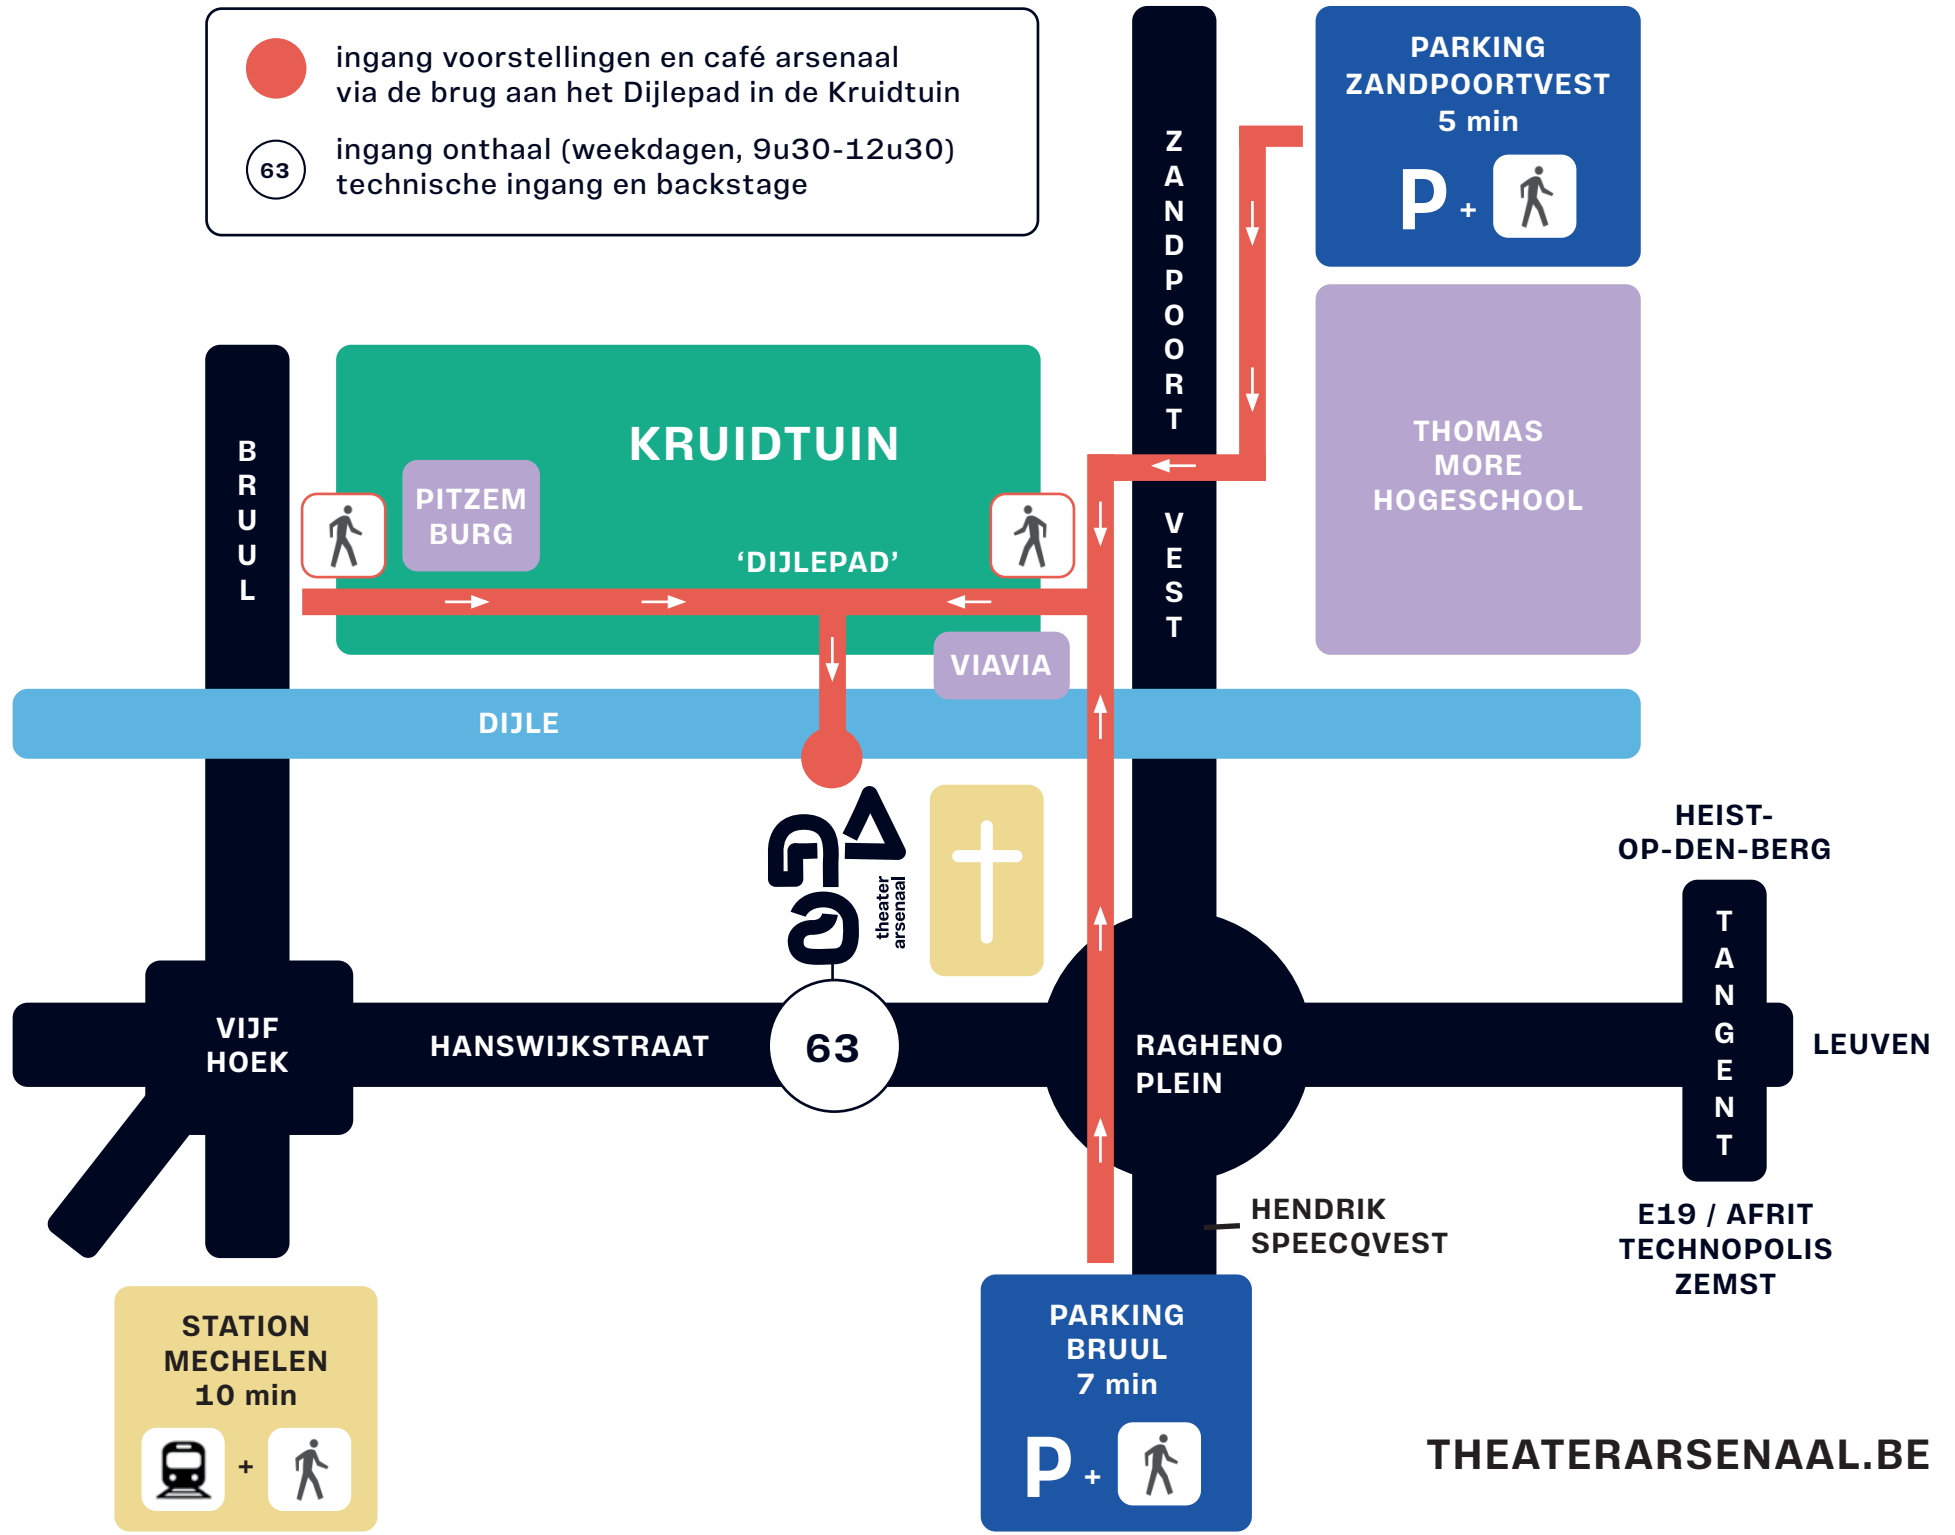 ingang voorstellingen en café arsenaal
via de brug aan het Dijlepad in de Kruidtuin
63
ingang onthaal (weekdagen, 9u30-12u30)
technische ingang en backstage
PARKING
ZANDPOORTVEST
5 min
P +
ZANDPOORT
VEST
THOMAS
MORE
HOGESCHOOL
BRUUL
KRUIDTUIN
PITZEM
BURG
‘DIJLEPAD’
VIAVIA
DIJLE
theater
arsenaal
HEIST-
OP-DEN-BERG
TANGENT
LEUVEN
E19 / AFRIT
TECHNOPOLIS
ZEMST
VIJF
HOEK
HANSWIJKSTRAAT
63
RAGHENO
PLEIN
HENDRIK
SPEECQVEST
STATION
MECHELEN
10 min
+
PARKING
BRUUL
7 min
P +
THEATERARSENAAL.BE